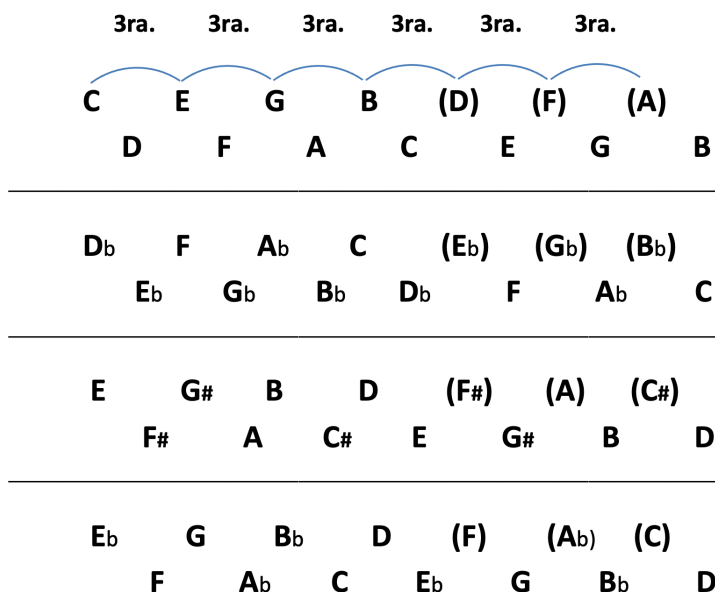 3ra. 3ra. 3ra. 3ra. 3ra. 3ra.
C E G B (D) (F) (A)
D F A C E G B
Db F Ab C (Eb) (Gb) (Bb)
Eb Gb Bb Db F Ab C
E G# B D (F#) (A) (C#)
F# A C# E G# B D
Eb G Bb D (F) (Ab) (C)
F Ab C Eb G Bb D